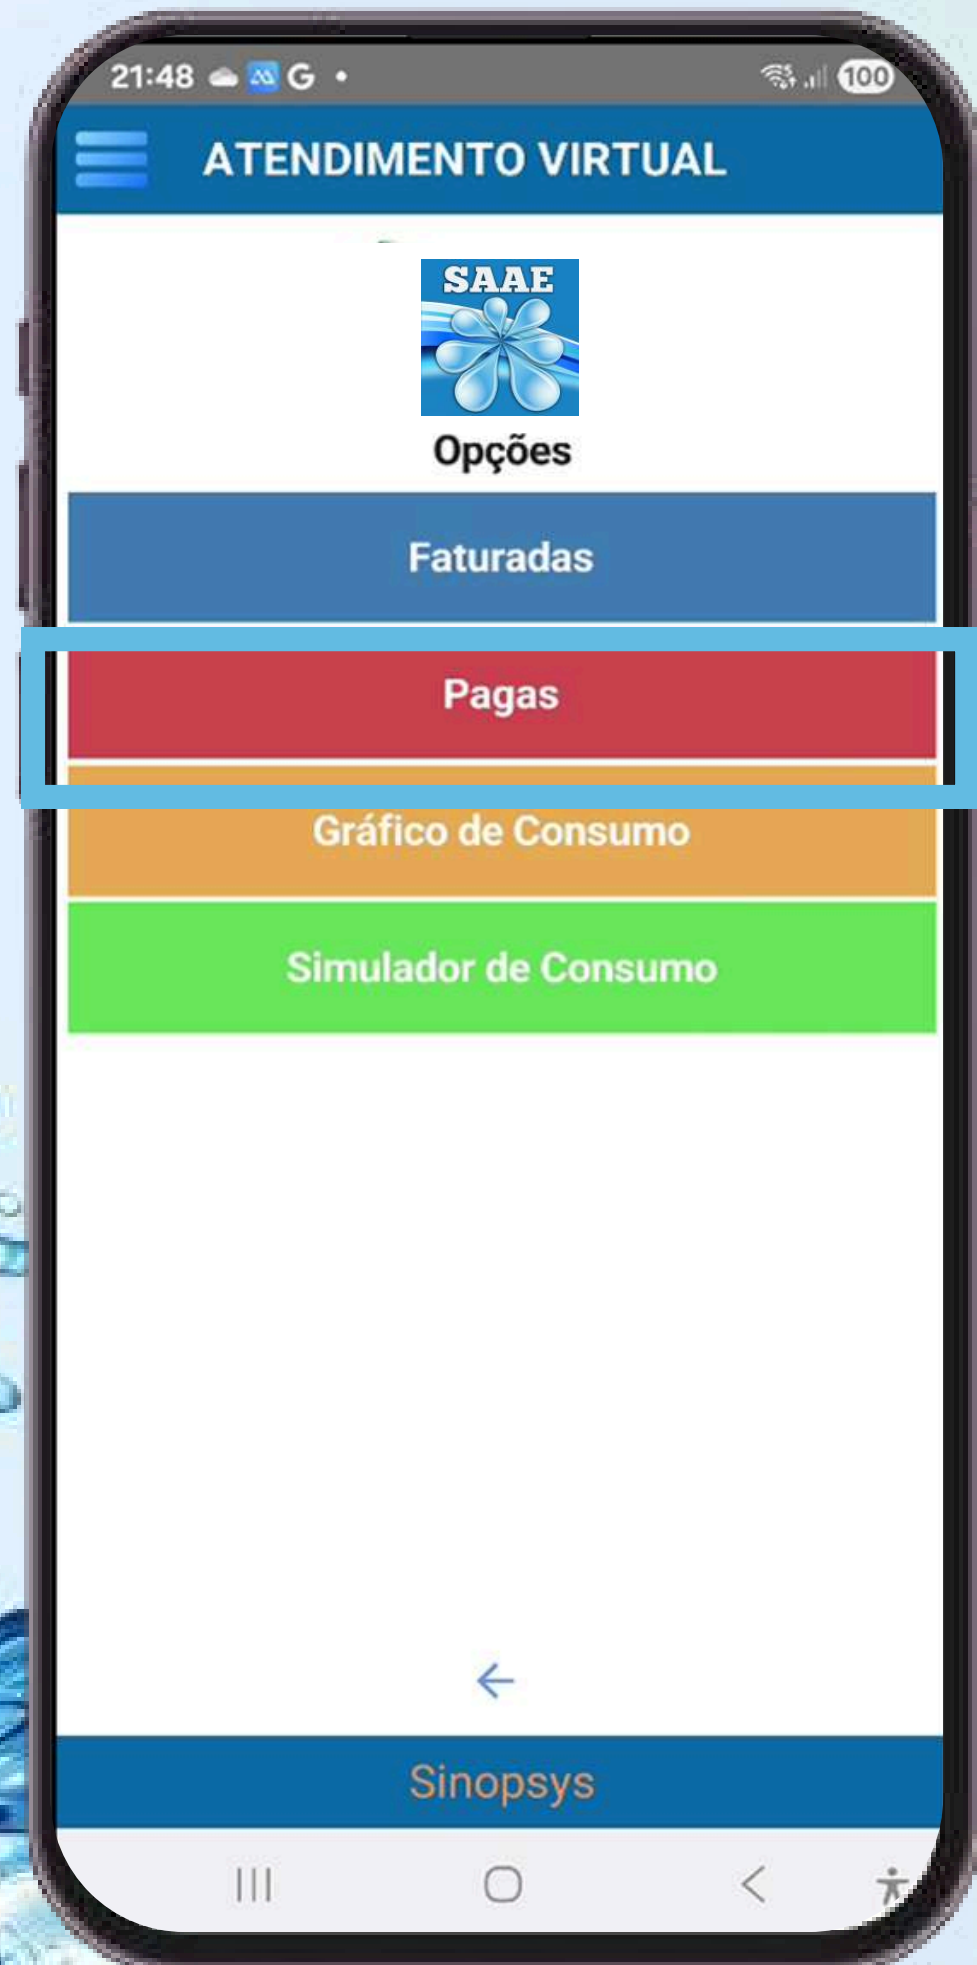 21:48
G
100
ATENDIMENTO VIRTUAL
SAAE
Opções
Faturadas
Pagas
Gráfico de Consumo
Simulador de Consumo
Sinopsys